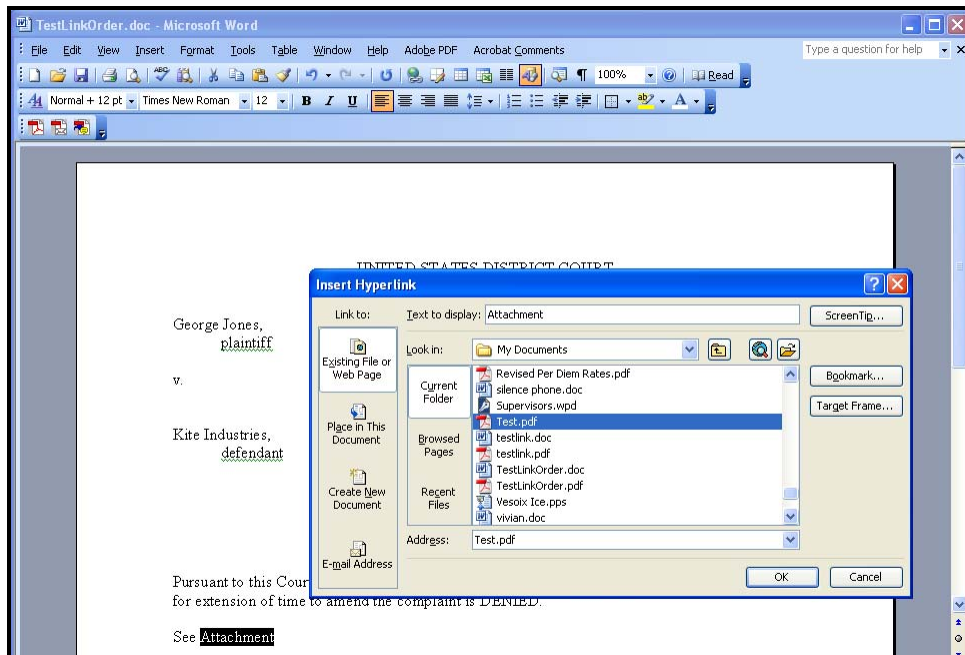 TestLinkOrder.doc - Microsoft Word
File Edit View Insert Format Tools Table Window Help Adobe PDF Acrobat Comments Type a question for help
100% Read
Normal + 12 pt Times New Roman 12 B I U
UNITED STATES DISTRICT COURT
George Jones,
plaintiff
v.
Kite Industries,
defendant
Pursuant to this Cour
for extension of time to amend the complaint is DENIED.
See Attachment
Insert Hyperlink
Link to:
Existing File or
Web Page
Place in This
Document
Create New
Document
E-mail Address
Text to display: Attachment
ScreenTip...
Look in: My Documents
Current
Folder
Browsed
Pages
Recent
Files
Revised Per Diem Rates.pdf
silence phone.doc
Supervisors.wpd
Test.pdf
testlink.doc
testlink.pdf
TestLinkOrder.doc
TestLinkOrder.pdf
Vesoix Ice.pps
vivian.doc
Bookmark...
Target Frame...
Address: Test.pdf
OK Cancel